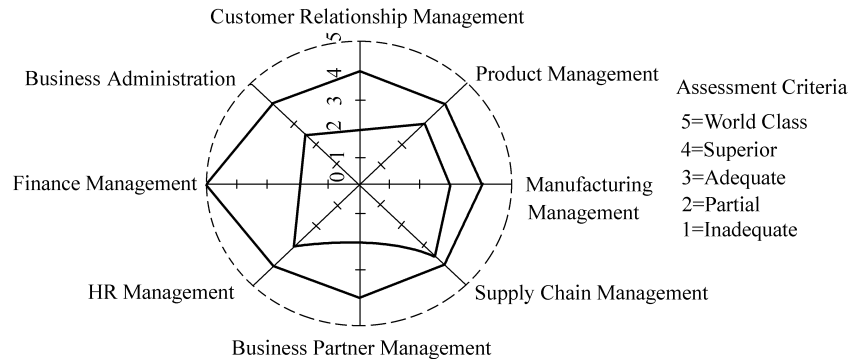 Customer Relationship Management
5
Business Administration
4
Product Management
Assessment Criteria
3
5=World Class
2
4=Superior
1
3=Adequate
0
Finance Management
Manufacturing
Management
2=Partial
1=Inadequate
HR Management
Supply Chain Management
Business Partner Management